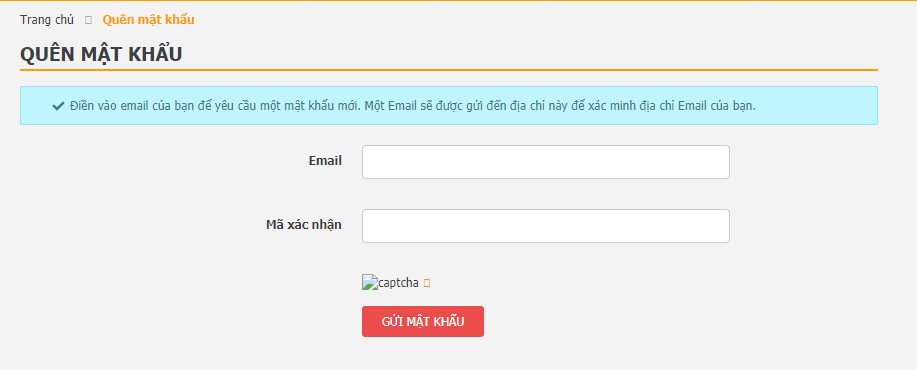 Trang chủ Quên mật khẩu
QUÊN MẬT KHẨU
Điền vào email của bạn để yêu cầu một mật khẩu mới. Một Email sẽ được gửi đến địa chỉ này để xác minh địa chỉ Email của bạn.
Email
Mã xác nhận
captcha
GỬI MẬT KHẨU